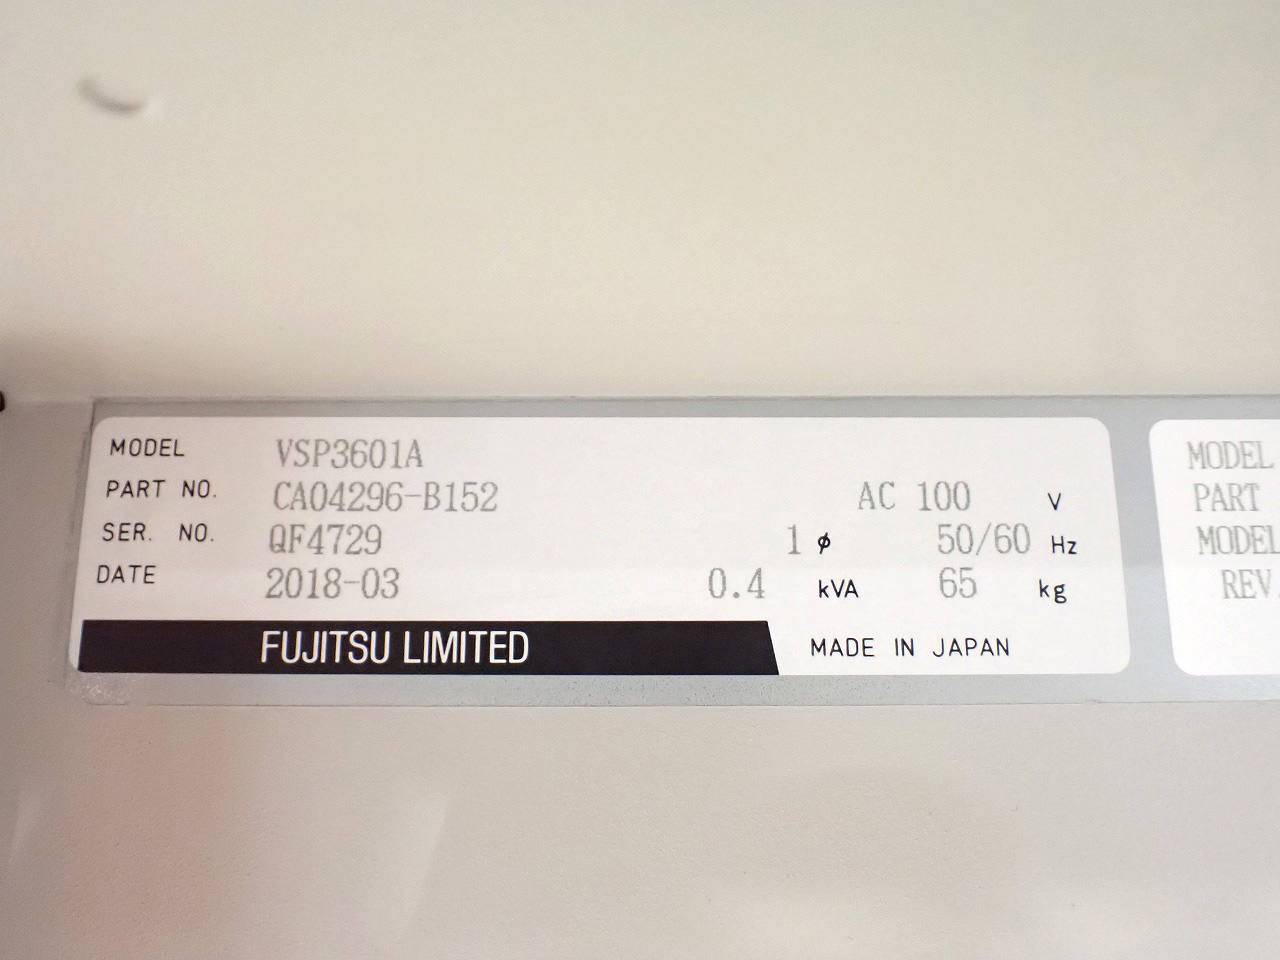 MODEL VSP3601A
PART NO. CA04296-B152 AC 100 V
SER. NO. QF4729 1 φ 50/60 Hz
DATE 2018-03 0.4 kVA 65 kg
FUJITSU LIMITED MADE IN JAPAN
MODEL
PART
MODEL
REV.